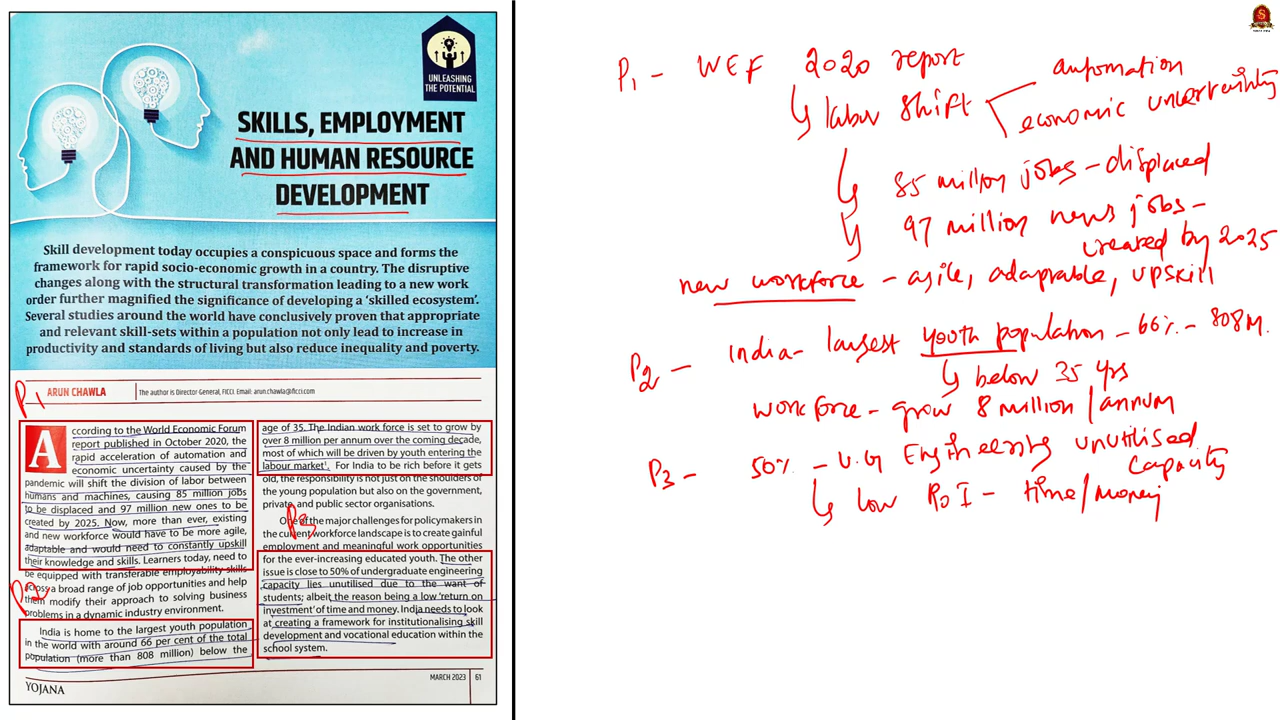 UNLEASHING
THE POTENTIAL
SKILLS, EMPLOYMENT
AND HUMAN RESOURCE
DEVELOPMENT
Skill development today occupies a conspicuous space and forms the
framework for rapid socio-economic growth in a country. The disruptive
changes along with the structural transformation leading to a new work
order further magnified the significance of developing a ‘skilled ecosystem’.
Several studies around the world have conclusively proven that appropriate
and relevant skill-sets within a population not only lead to increase in
productivity and standards of living but also reduce inequality and poverty.
P1
ARUN CHAWLA
The author is Director-General, FICCI. Email: arun.chawla@ficci.com
According to the World Economic Forum
report published in October 2020, the
rapid acceleration of automation and
economic uncertainty caused by the
pandemic will shift the division of labor between
humans and machines, causing 85 million jobs
to be displaced and 97 million new ones to be
created by 2025. Now, more than ever, existing
and new workforce would have to be more agile,
adaptable and would need to constantly upskill
their knowledge and skills. Learners today, need to
be equipped with transferable employability skills
across a broad range of job opportunities and help
them modify their approach to solving business
problems in a dynamic industry environment.
P2
India is home to the largest youth population
in the world with around 66 per cent of the total
population (more than 808 million) below the
age of 35. The Indian work force is set to grow by
over 8 million per annum over the coming decade,
most of which will be driven by youth entering the
labour market'. For India to be rich before it gets
old, the responsibility is not just on the shoulders of
the young population but also on the government,
private and public sector organisations.
P3
One of the major challenges for policymakers in
the current workforce landscape is to create gainful
employment and meaningful work opportunities
for the ever-increasing educated youth. The other
issue is close to 50% of undergraduate engineering
capacity lies unutilised due to the want of
students; albeit the reason being a low 'return on
investment' of time and money. India needs to look
at creating a framework for institutionalising skill
development and vocational education within the
school system.
YOJANA
MARCH 2023 61
P1 - WEF 2020 report
labor shift
automation
economic uncertainty
85 million jobs - displaced
97 million news jobs -
created by 2025
new workforce - agile, adaptable, upskill
P2 - India - largest youth population - 66% - 808M.
below 35 yrs
workforce - grow 8 million/annum
P3 - 50% - U.G Engineering unutilised
capacity
low RoI - time/money